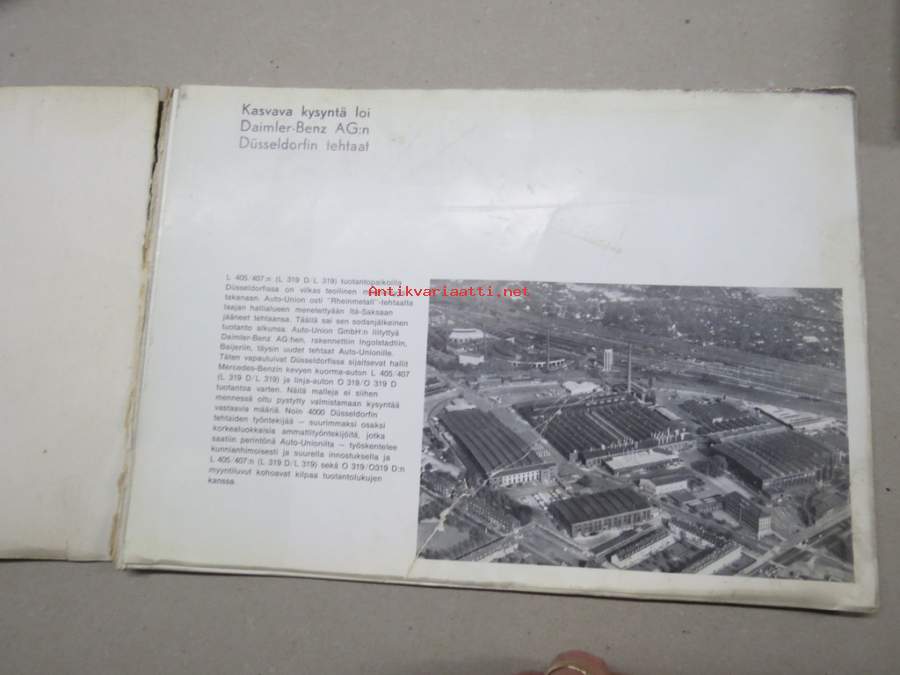 Kasvava kysyntä loi
Daimler-Benz AG:n
Düsseldorfin tehtaat
L 405/407:n (L 319 D/L 319) tuotantopaikoilla
Düsseldorfissa on vilkas teollinen
takanaan. Auto-Union osti "Rheinmetall"-tehtaalta
laajan hallialueen menetettyään Itä-Saksaan
jääneet tehtaansa. Täältä sai sen sodanjälkeinen
tuotanto alkunsa. Auto-Union GmbH:n liityttyä
Daimler-Benz AG:hen, rakennettiin Ingolstadtiin,
Baijeriin, täysin uudet tehtaat Auto-Unionille.
Täten vapautuivat Düsseldorfissa sijaitsevat hallit
Mercedes-Benzin kevyen kuorma-auton L 405/407
(L 319 D/L 319) ja linja-auton O 319/O 319 D
tuotantoa varten. Näitä malleja ei siihen
mennessä oltu pystytty valmistamaan kysyntää
vastaavia määriä. Noin 4000 Düsseldorfin
tehtaiden työntekijää — suurimmaksi osaksi
korkealuokkaisia ammattityöntekijöitä, jotka
saatiin perintönä Auto-Unionilta — työskentelee
kunnianhimoisesti ja suurella innostuksella ja
L 405/407:n (L 319 D/L 319) sekä O 319/O319 D:n
myyntiluvut kohoavat kilpaa tuotantolukujen
kanssa.
Antikvariaatti.net